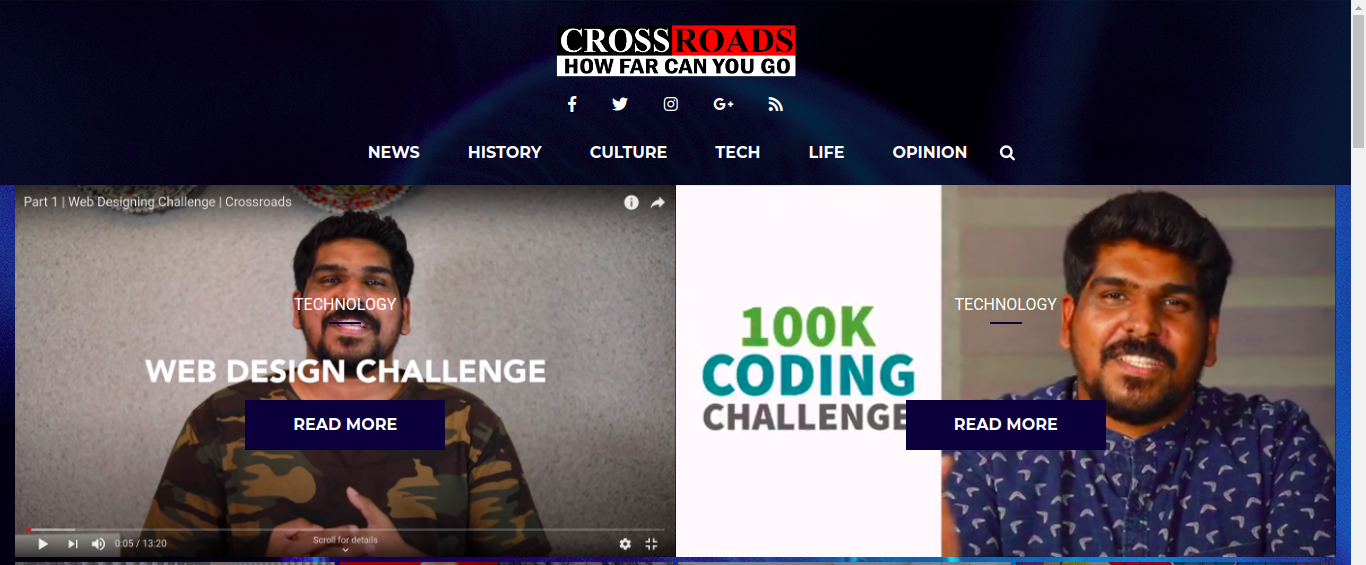 CROSSROADS
HOW FAR CAN YOU GO
NEWS HISTORY CULTURE TECH LIFE OPINION
Part 1 | Web Designing Challenge | Crossroads
TECHNOLOGY
WEB DESIGN CHALLENGE
READ MORE
0:05 / 13:20
Scroll for details
TECHNOLOGY
100K
CODING
CHALLENGE
READ MORE